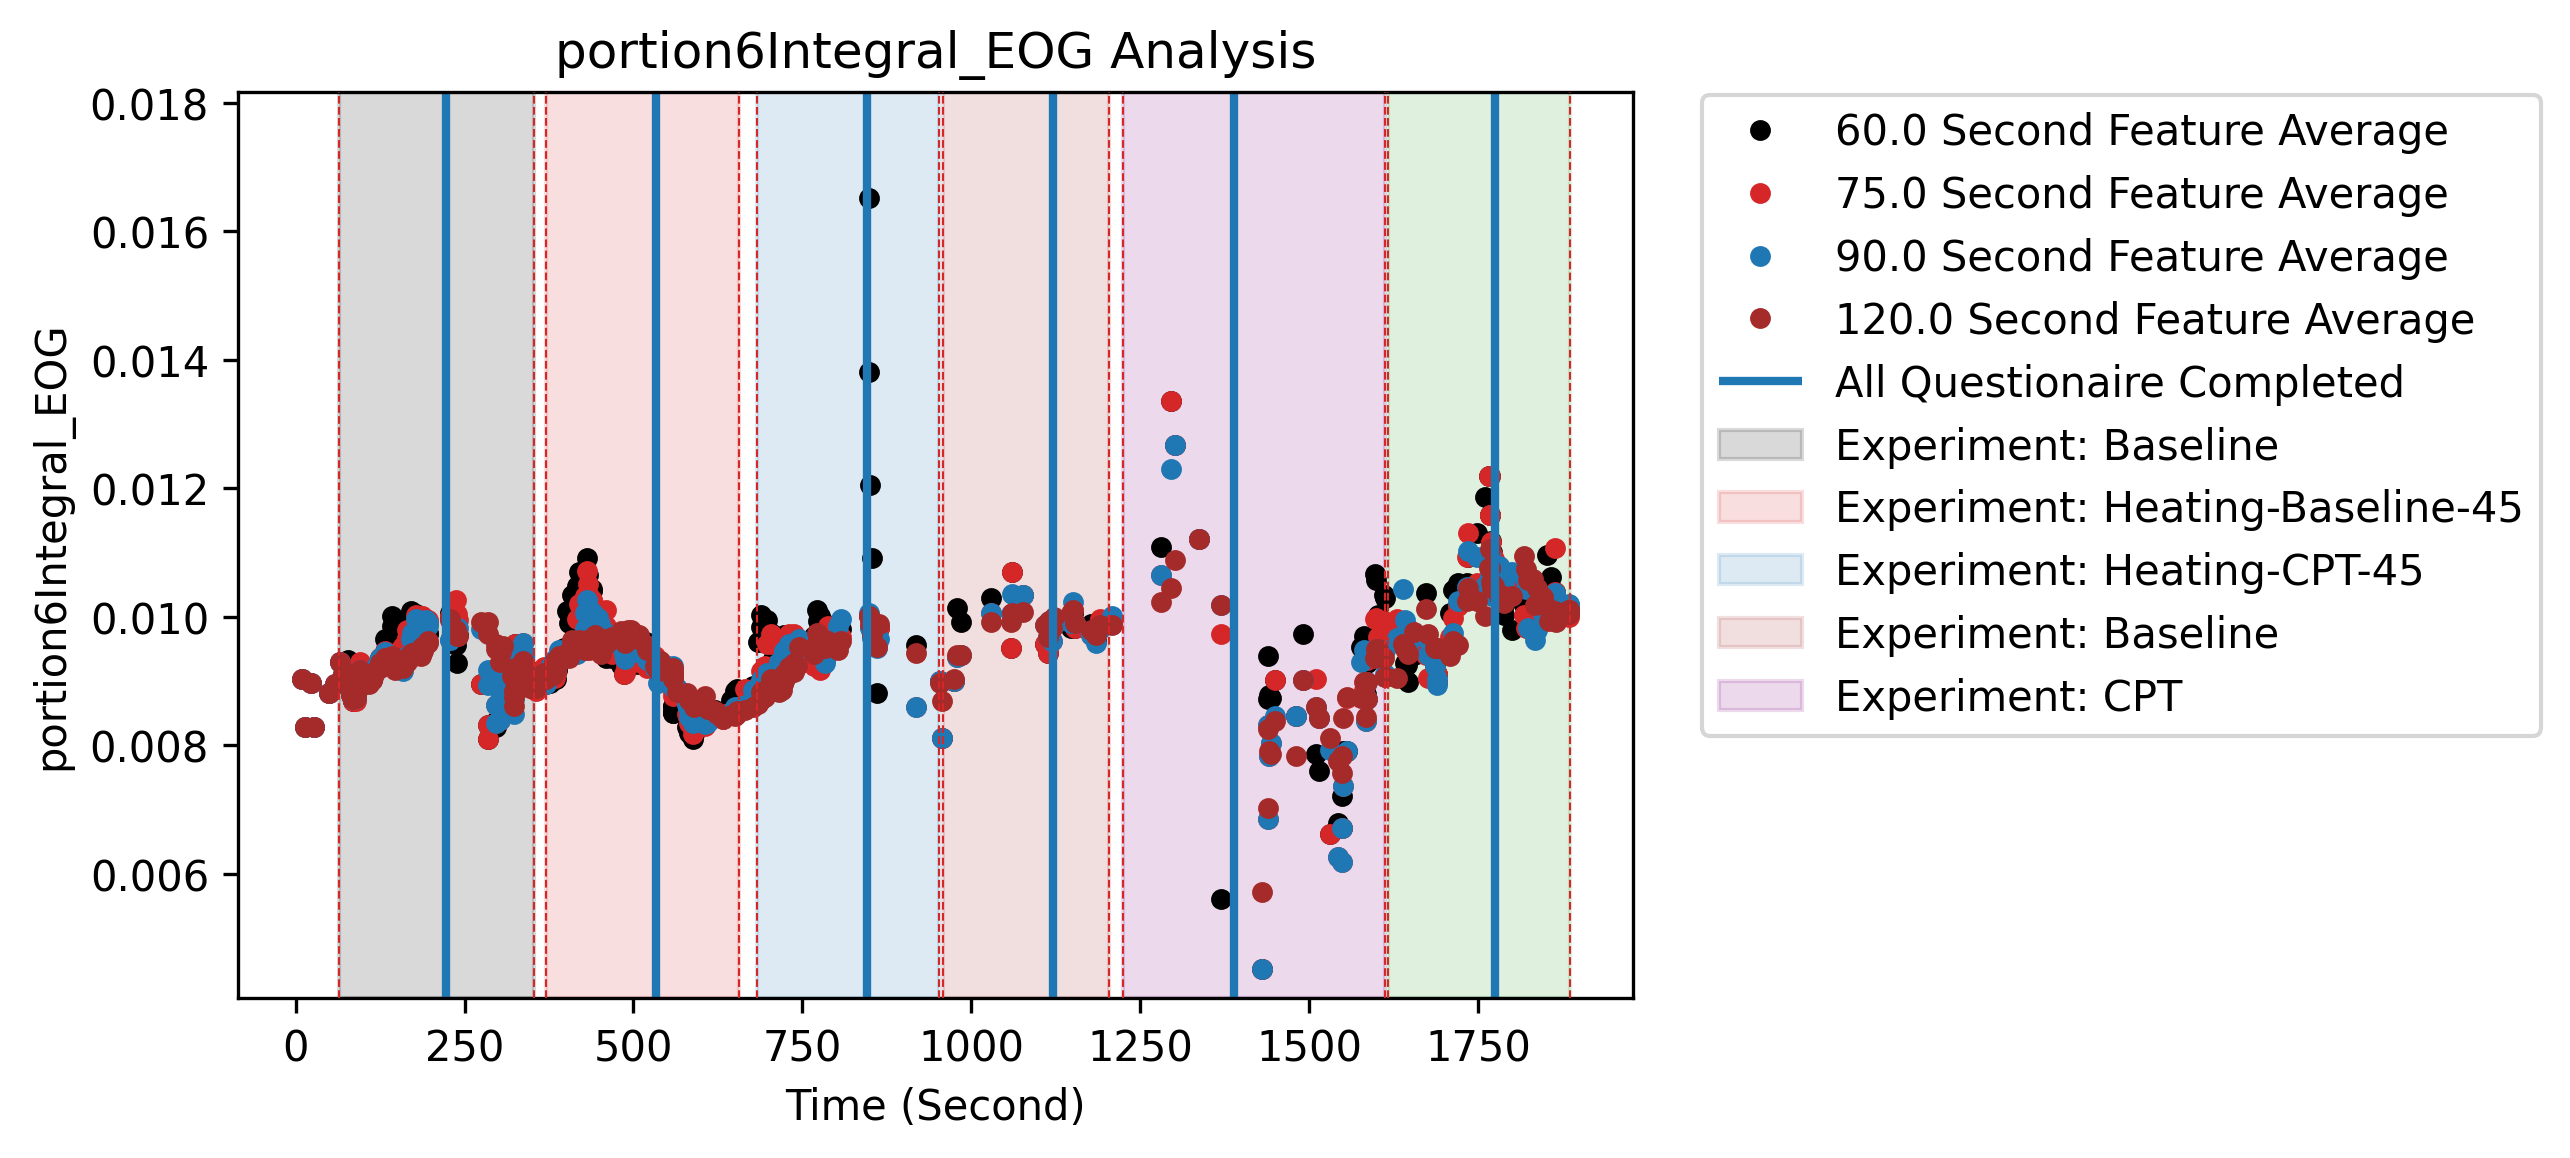 portion6Integral_EOG Analysis
0.018
0.016
0.014
0.012
0.010
0.008
0.006
portion6Integral_EOG
0
250
500
750
1000
1250
1500
1750
Time (Second)
60.0 Second Feature Average
75.0 Second Feature Average
90.0 Second Feature Average
120.0 Second Feature Average
All Questionaire Completed
Experiment: Baseline
Experiment: Heating-Baseline-45
Experiment: Heating-CPT-45
Experiment: Baseline
Experiment: CPT